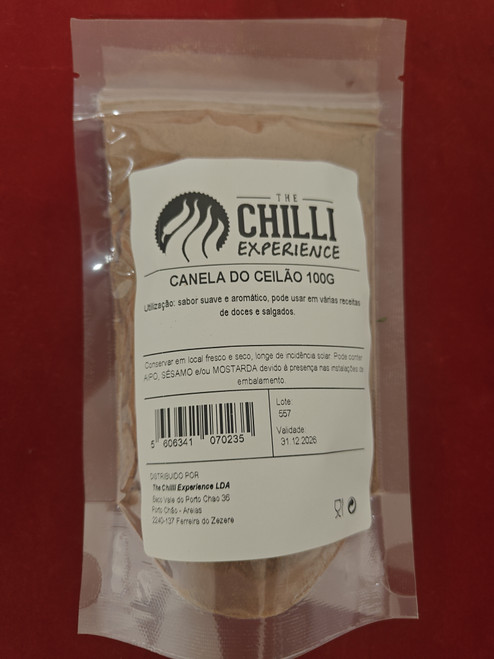 THE
CHILLI
EXPERIENCE
CANELA DO CEILÃO 100G
Utilização: sabor suave e aromático, pode usar em várias receitas
de doces e salgados.
Conservar em local fresco e seco, longe de incidência solar. Pode conter
AIPO, SÉSAMO e/ou MOSTARDA devido à presença nas instalações de
embalamento.
5 606341 070235
Lote:
557
Validade:
31.12.2026
DISTRIBUIDO POR
The Chilli Experience LDA
Beco Vale do Porto Chao 36
Porto Chão - Areias
2240-137 Ferreira do Zezere